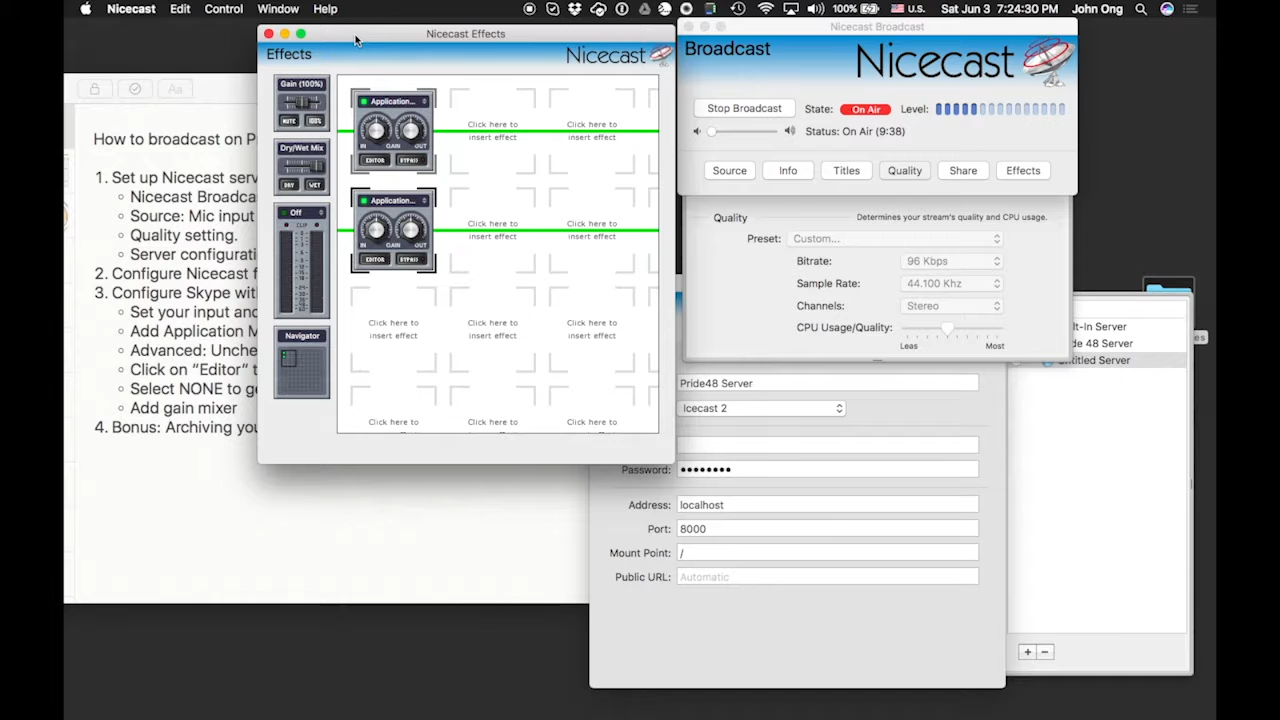 Nicecast Edit Control Window Help
100% U.S. Sat Jun 3 7:24:30 PM John Ong
Nicecast Effects
Effects
Nicecast
Gain (100%)
MUTE 100%
Dry/Wet Mix
DRY WET
Off
CLIP
Navigator
Application...
IN GAIN OUT
EDITOR BYPASS
Click here to
insert effect
Click here to
insert effect
Application...
IN GAIN OUT
EDITOR BYPASS
Click here to
insert effect
Click here to
insert effect
Click here to
insert effect
Click here to
insert effect
Click here to
insert effect
Click here to
Click here to
Click here to
Nicecast Broadcast
Broadcast
Nicecast
Stop Broadcast State: On Air Level:
Status: On Air (9:38)
Source Info Titles Quality Share Effects
Quality Determines your stream's quality and CPU usage.
Preset: Custom...
Bitrate: 96 Kbps
Sample Rate: 44.100 Khz
Channels: Stereo
CPU Usage/Quality:
Leas Most
How to broadcast on P
1. Set up Nicecast serv
Nicecast Broadca
Source: Mic input
Quality setting.
Server configurati
2. Configure Nicecast f
3. Configure Skype wit
Set your input and
Add Application M
Advanced: Unche
Click on “Editor” t
Select NONE to ge
Add gain mixer
4. Bonus: Archiving you
Pride48 Server
Icecast 2
Password: ••••••••
Address: localhost
Port: 8000
Mount Point: /
Public URL: Automatic
lt-In Server
de 48 Server
Untitled Server
es
+ −